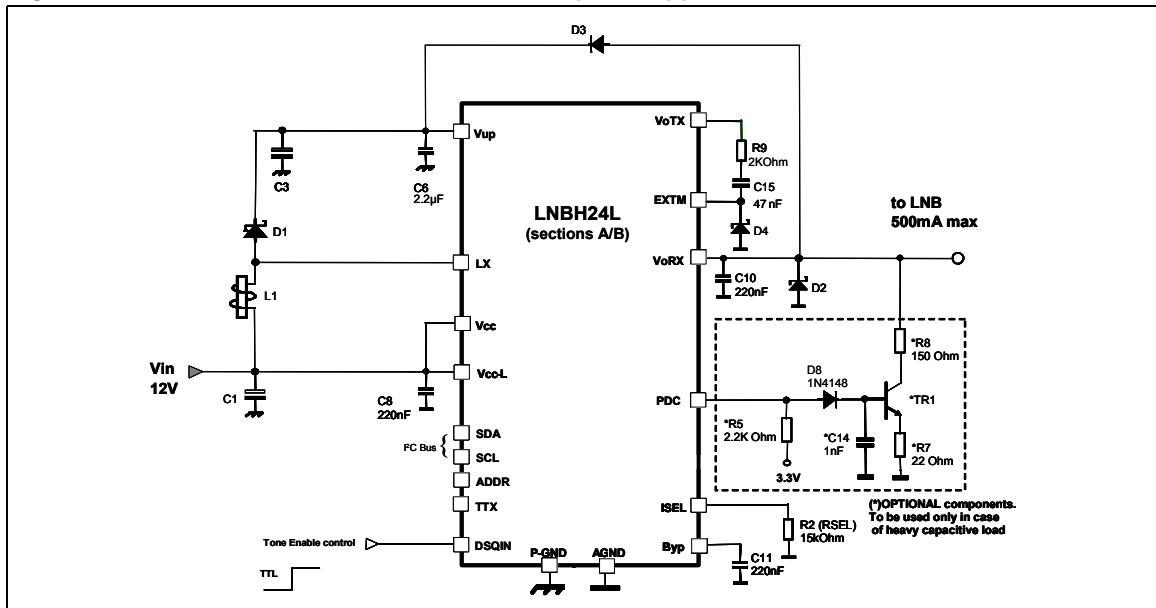 D3
Vup
C3
C6
2.2µF
D1
LX
L1
Vcc
Vin
12V
Vcc-L
C1
C8
220nF
I²C Bus {
SDA
SCL
ADDR
TTX
Tone Enable control
DSQIN
TTL
P-GND
AGND
LNBH24L
(sections A/B)
VoTX
R9
2KOhm
C15
47nF
EXTM
D4
to LNB
500mA max
VoRX
C10
220nF
D2
*R8
150 Ohm
D8
1N4148
*TR1
PDC
*R5
2.2K Ohm
3.3V
*C14
1nF
*R7
22 Ohm
(*)OPTIONAL components.
To be used only in case
of heavy capacitive load
ISEL
R2 (RSEL)
15kOhm
Byp
C11
220nF